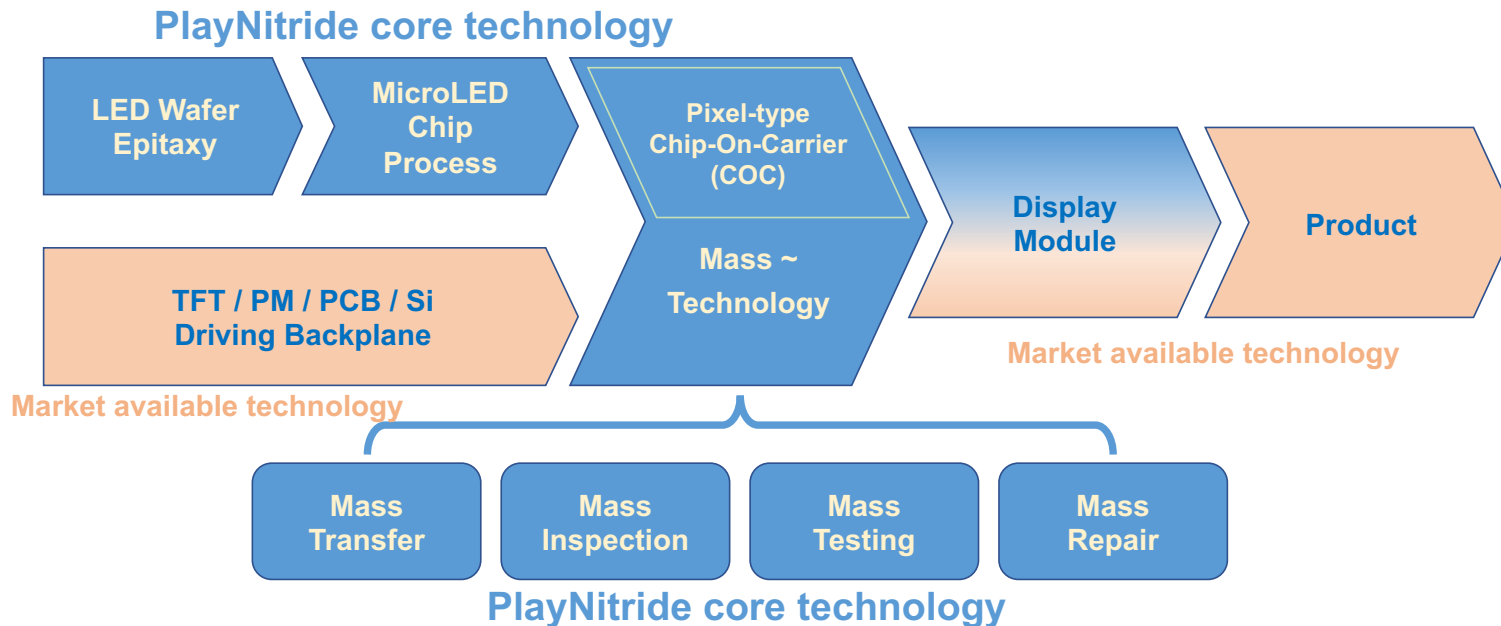 PlayNitride core technology
LED Wafer
Epitaxy
MicroLED
Chip
Process
Pixel-type
Chip-On-Carrier
(COC)
Mass ~
Technology
Display
Module
Product
TFT / PM / PCB / Si
Driving Backplane
Market available technology
Market available technology
Mass
Transfer
Mass
Inspection
Mass
Testing
Mass
Repair
PlayNitride core technology